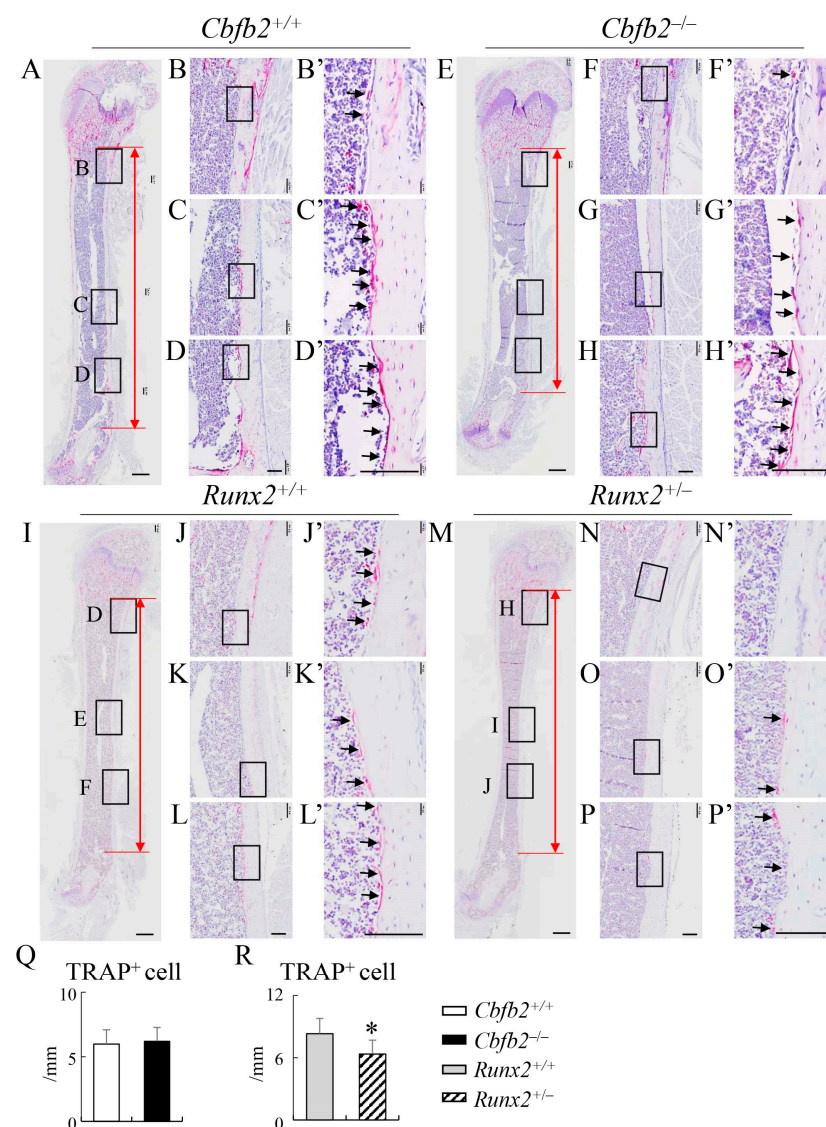 Cbfb2+/+ Cbfb2−/−
A B B’ E F F’
B
C C’ G G’
C
D D D’ H H’
Runx2+/+ Runx2+/−
I J J’ M N N’
D H
K K’ O O’
E I
F J
L L’ P P’
Q R
TRAP+ cell TRAP+ cell
10 12
5 6
0 0
/mm /mm
*
Cbfb2+/+
Cbfb2−/−
Runx2+/+
Runx2+/−